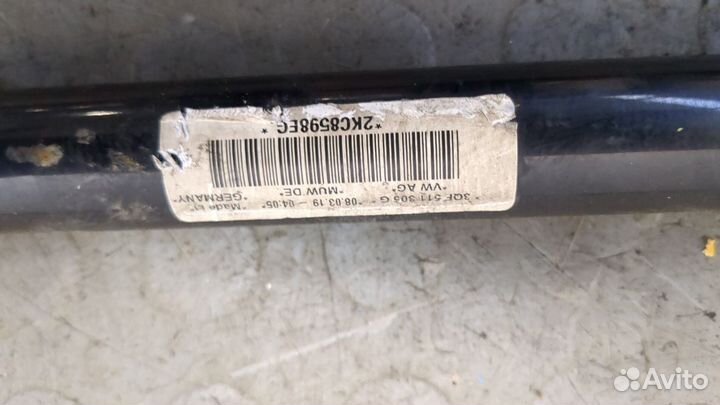 * 3QF 511 305 G - *08.03.19 - 04:05* *Made In
*VW AG* *MUW DE* *GERMANY*
*2KC8598EG *
Avito